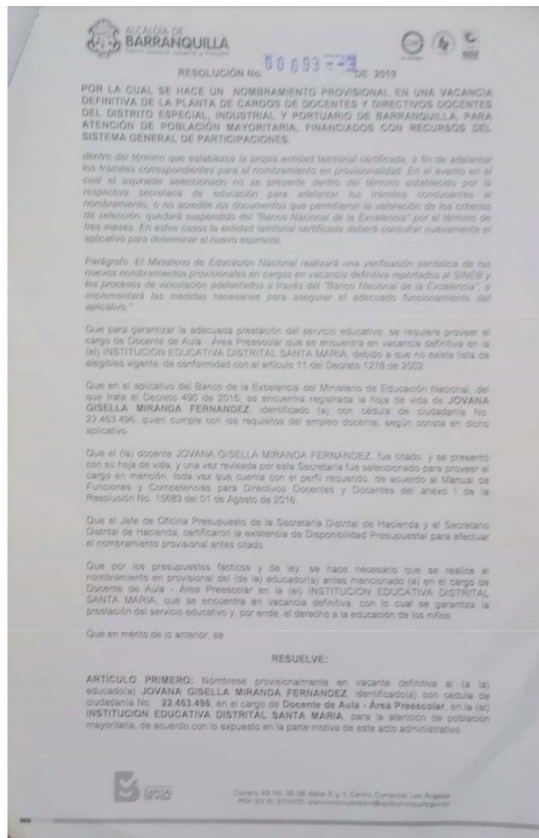 ALCALDÍA DE
BARRANQUILLA
RESOLUCIÓN No. 00693 DE 2019
POR LA CUAL SE HACE UN NOMBRAMIENTO PROVISIONAL EN UNA VACANCIA
DEFINITIVA DE LA PLANTA DE CARGOS DE DOCENTES Y DIRECTIVOS DOCENTES
DEL DISTRITO ESPECIAL, INDUSTRIAL Y PORTUARIO DE BARRANQUILLA, PARA
ATENCIÓN DE POBLACIÓN MAYORITARIA, FINANCIADOS CON RECURSOS DEL
SISTEMA GENERAL DE PARTICIPACIONES.
dentro del término que establezca la propia entidad territorial certificada, a fin de adelantar
los trámites correspondientes para el nombramiento en provisionalidad. En el evento en el
cual el aspirante seleccionado no se presente dentro del término establecido por la
respectiva secretaría de educación para adelantar los trámites conducentes al
nombramiento, o no acredite los documentos que permitieron la valoración de los criterios
de selección, quedará suspendido del "Banco Nacional de la Excelencia" por el término de
tres meses. En estos casos la entidad territorial certificada deberá consultar nuevamente el
aplicativo para determinar el nuevo aspirante.
Parágrafo. El Ministerio de Educación Nacional realizará una verificación periódica de los
nuevos nombramientos provisionales en cargos en vacancia definitiva reportados al SINEB y
los procesos de vinculación adelantados a través del "Banco Nacional de la Excelencia", e
implementará las medidas necesarias para asegurar el adecuado funcionamiento del
aplicativo."
Que para garantizar la adecuada prestación del servicio educativo, se requiere proveer el
cargo de Docente de Aula - Área Preescolar que se encuentra en vacancia definitiva en la
(el) INSTITUCION EDUCATIVA DISTRITAL SANTA MARIA, debido a que no existe lista de
elegibles vigente, de conformidad con el artículo 11 del Decreto 1278 de 2002.
Que en el aplicativo del Banco de la Excelencia del Ministerio de Educación Nacional, del
que trata el Decreto 490 de 2016, se encuentra registrada la hoja de vida de JOVANA
GISELLA MIRANDA FERNANDEZ, identificado (a) con cédula de ciudadanía No.
22.463.496, quien cumple con los requisitos del empleo docente, según consta en dicho
aplicativo.
Que el (la) docente JOVANA GISELLA MIRANDA FERNANDEZ, fue citado, y se presentó
con su hoja de vida, y una vez revisada por esta Secretaría fue seleccionado para proveer el
cargo en mención, toda vez que cuenta con el perfil requerido, de acuerdo al Manual de
Funciones y Competencias para Directivos Docentes y Docentes del anexo I de la
Resolución No. 15683 del 01 de Agosto de 2016.
Que el Jefe de Oficina Presupuesto de la Secretaría Distrital de Hacienda y el Secretario
Distrital de Hacienda, certificaron la existencia de Disponibilidad Presupuestal para efectuar
el nombramiento provisional antes citado.
Que por los presupuestos fácticos y de ley, se hace necesario que se realice el
nombramiento en provisional del (de la) educador(a) antes mencionado (a) en el cargo de
Docente de Aula - Área Preescolar en la (el) INSTITUCION EDUCATIVA DISTRITAL
SANTA MARIA, que se encuentra en vacancia definitiva, con lo cual se garantiza la
prestación del servicio educativo y, por ende, el derecho a la educación de los niños.
Que en mérito de lo anterior, se
RESUELVE:
ARTÍCULO PRIMERO: Nómbrese provisionalmente en vacante definitiva al (a la)
educado(a) JOVANA GISELLA MIRANDA FERNANDEZ, identificado(a) con cédula de
ciudadanía No. 22.463.496, en el cargo de Docente de Aula - Área Preescolar, en la (el)
INSTITUCION EDUCATIVA DISTRITAL SANTA MARIA, para la atención de población
mayoritaria, de acuerdo con lo expuesto en la parte motiva de este acto administrativo.
CAPITAL
DE VIDA
Centro Comercial Los Ángeles